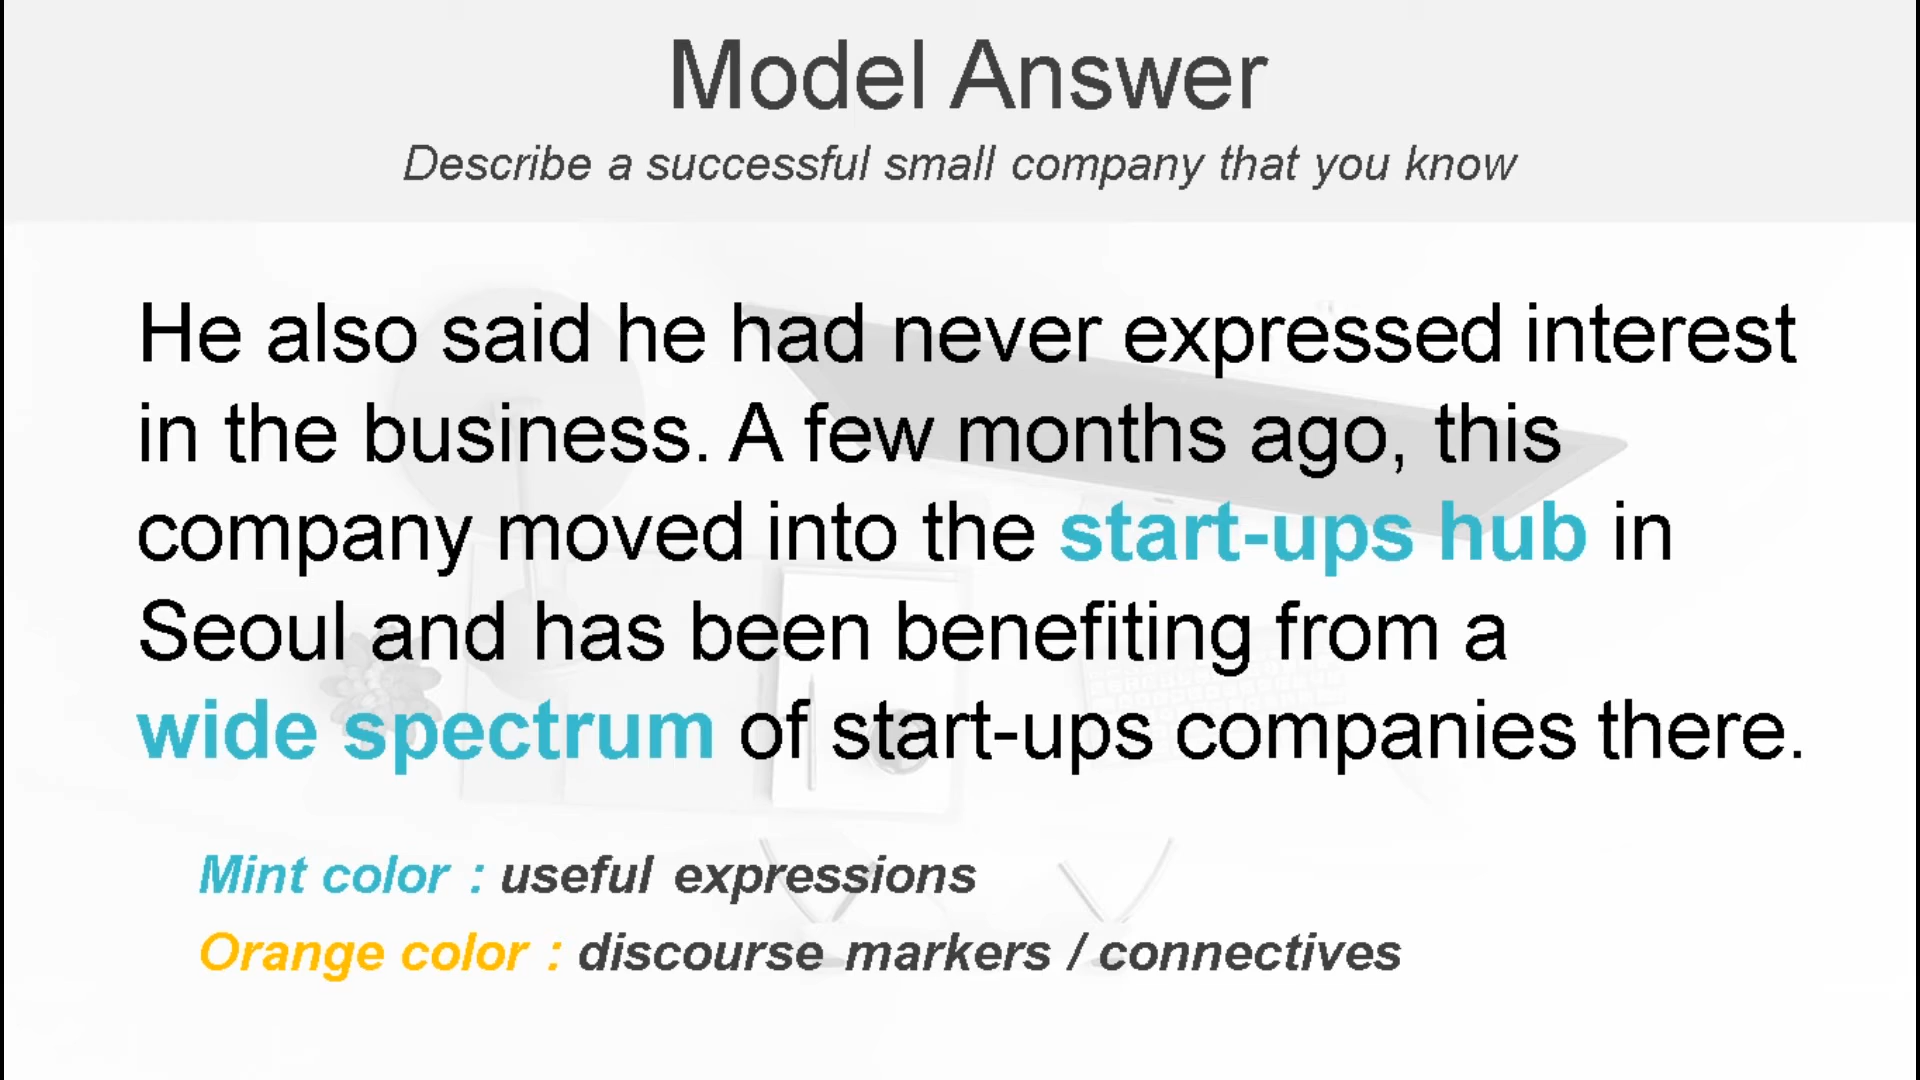 Model Answer
Describe a successful small company that you know
He also said he had never expressed interest
in the business. A few months ago, this
company moved into the start-ups hub in
Seoul and has been benefiting from a
wide spectrum of start-ups companies there.
Mint color : useful expressions
Orange color : discourse markers / connectives